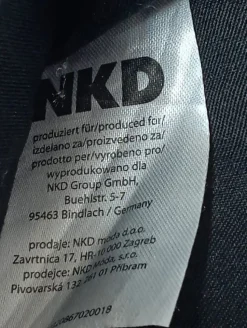 NKD
produziert für/produced for/
izdelano za/proizvedeno za/
prodotto per/vyrobeno pro/
wyprodukowano dla
NKD Group GmbH,
Buehlstr. 5-7
95463 Bindlach / Germany
prodaje: NKD moda d.o.o.
Zavrtnica 17, HR-10 000 Zagreb
prodejce: NKD Moda, s.r.o.
Pivovarská 132 261 01 Příbram